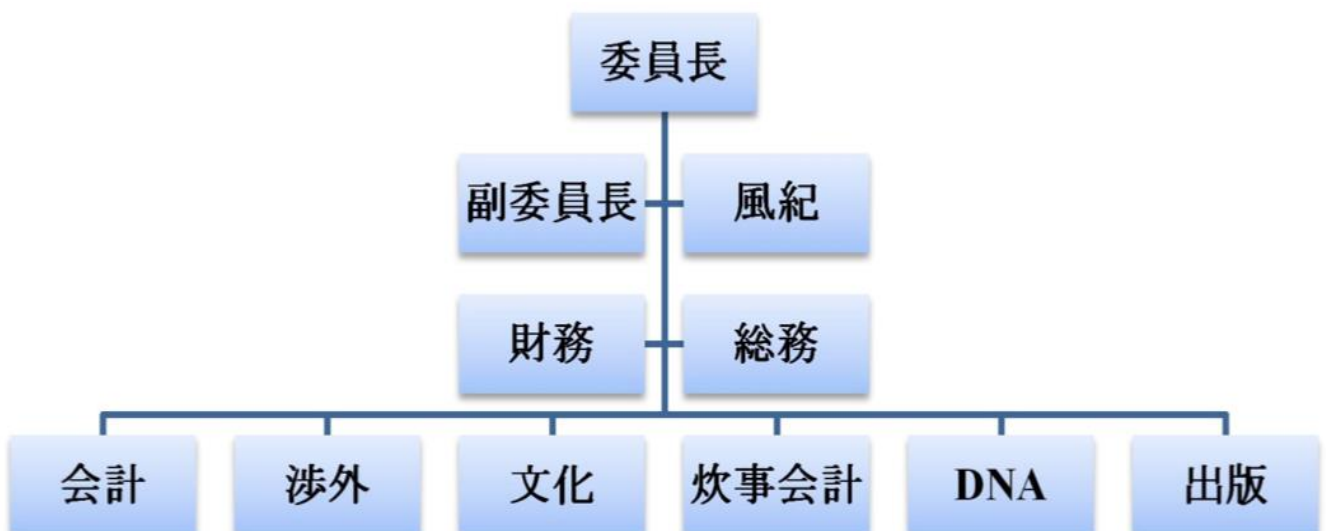 委員長
副委員長
風紀
財務
総務
会計
渉外
文化
炊事会計
DNA
出版